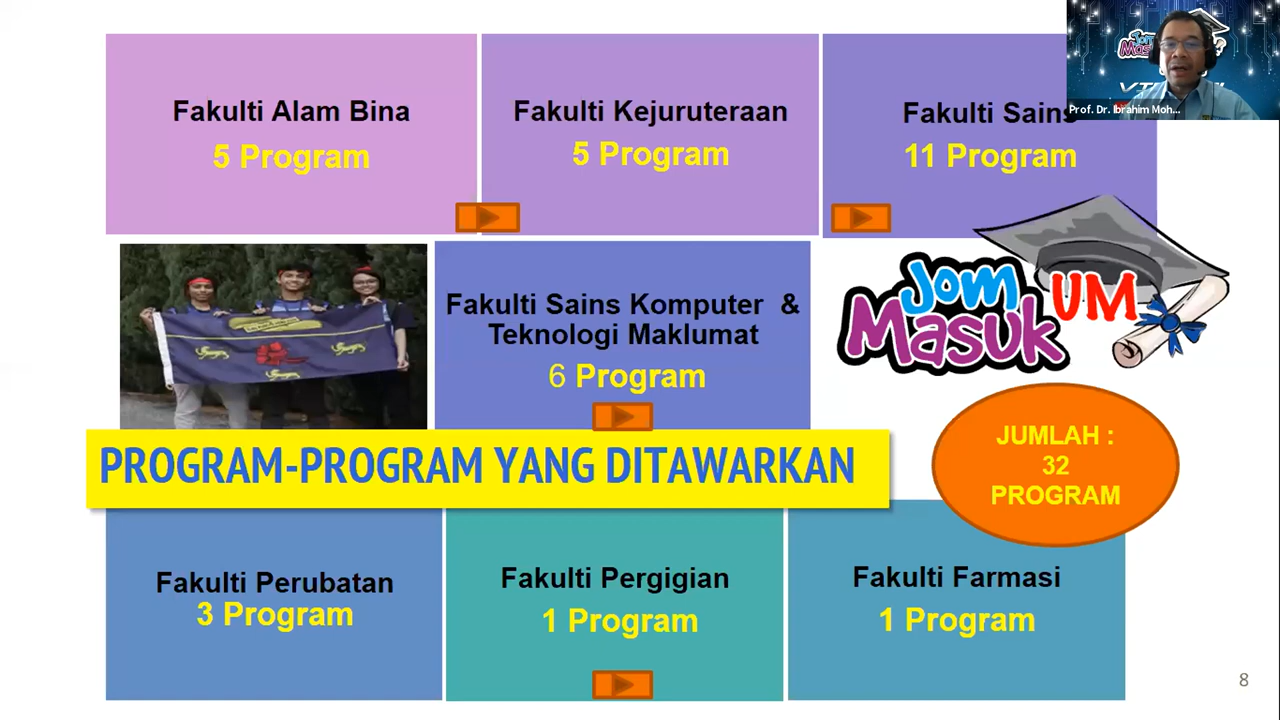 Fakulti Alam Bina
5 Program
Fakulti Kejuruteraan
5 Program
Fakulti Sains
11 Program
Prof. Dr. Ibrahim Moh...
Fakulti Sains Komputer &
Teknologi Maklumat
6 Program
Jom
Masuk
UM
PROGRAM-PROGRAM YANG DITAWARKAN
JUMLAH :
32
PROGRAM
Fakulti Perubatan
3 Program
Fakulti Pergigian
1 Program
Fakulti Farmasi
1 Program
8